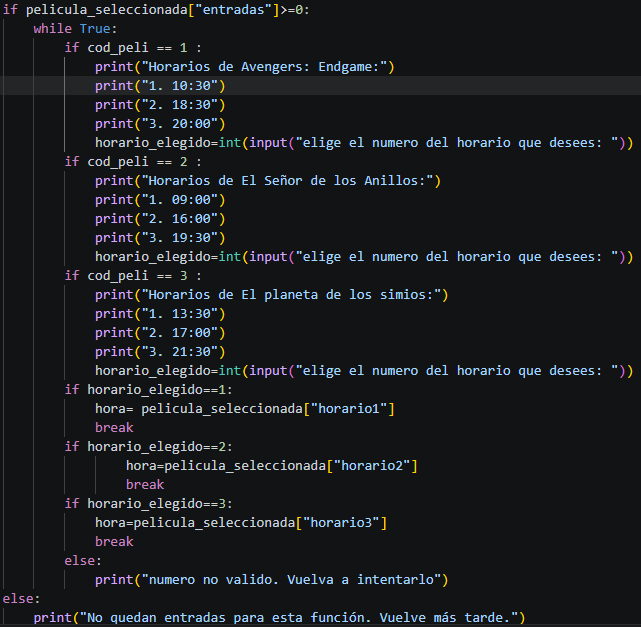 if pelicula_seleccionada["entradas"]>=0:
    while True:
        if cod_peli == 1 :
            print("Horarios de Avengers: Endgame:")
            print("1. 10:30")
            print("2. 18:30")
            print("3. 20:00")
            horario_elegido=int(input("elige el numero del horario que desees: "))
        if cod_peli == 2 :
            print("Horarios de El Señor de los Anillos:")
            print("1. 09:00")
            print("2. 16:00")
            print("3. 19:30")
            horario_elegido=int(input("elige el numero del horario que desees: "))
        if cod_peli == 3 :
            print("Horarios de El planeta de los simios:")
            print("1. 13:30")
            print("2. 17:00")
            print("3. 21:30")
            horario_elegido=int(input("elige el numero del horario que desees: "))
        if horario_elegido==1:
            hora= pelicula_seleccionada["horario1"]
            break
        if horario_elegido==2:
                hora=pelicula_seleccionada["horario2"]
                break
        if horario_elegido==3:
            hora=pelicula_seleccionada["horario3"]
            break
        else:
            print("numero no valido. Vuelva a intentarlo")
else:
    print("No quedan entradas para esta función. Vuelve más tarde.")